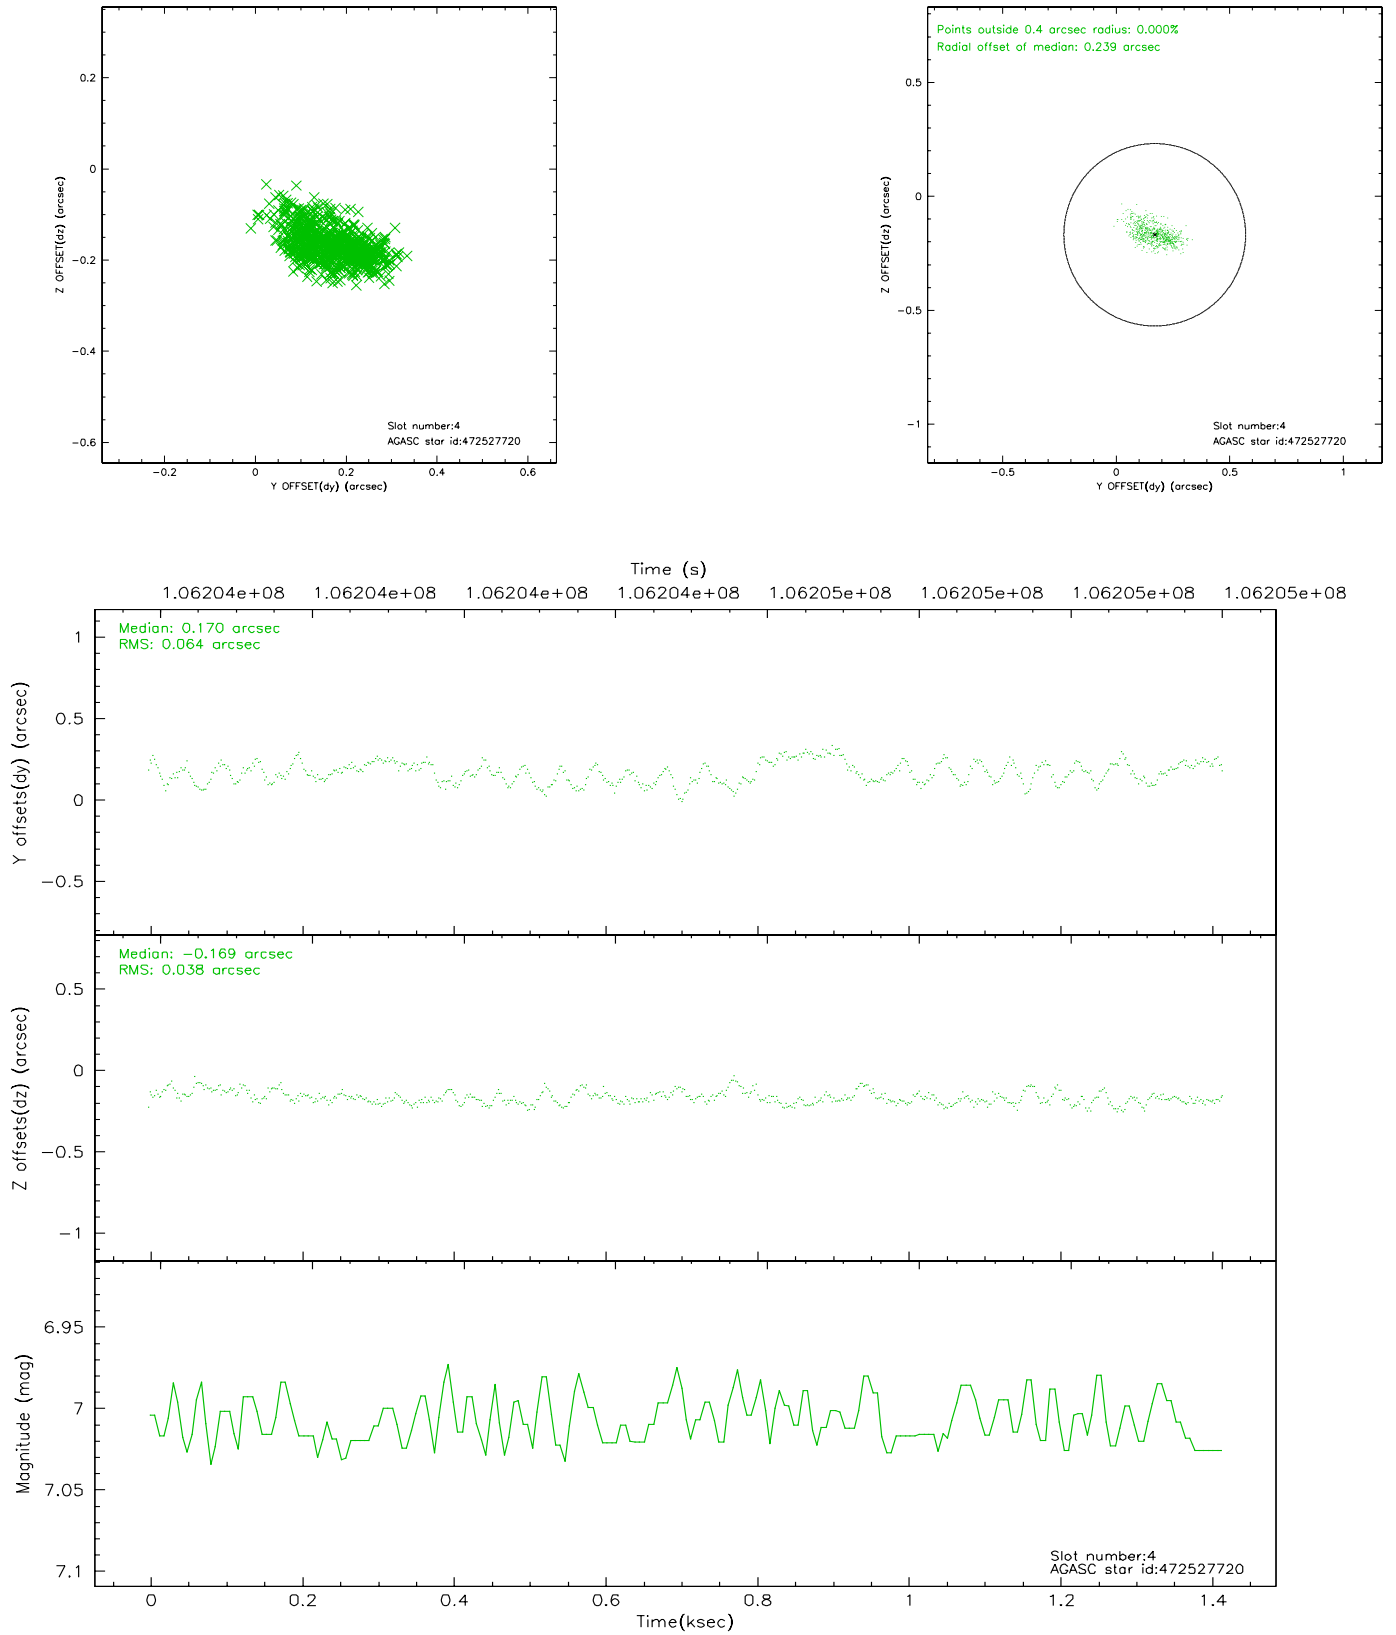 0.2
0
−0.2
−0.4
−0.6
Z OFFSET(dz) (arcsec)
Slot number:4
AGASC star id:472527720
−0.2 0 0.2 0.4 0.6
Y OFFSET(dy) (arcsec)
Points outside 0.4 arcsec radius: 0.000%
Radial offset of median: 0.239 arcsec
0.5
0
−0.5
−1
Z OFFSET(dz) (arcsec)
Slot number:4
AGASC star id:472527720
−0.5 0 0.5 1
Y OFFSET(dy) (arcsec)
Time (s)
1.06204e+08 1.06204e+08 1.06204e+08 1.06204e+08 1.06205e+08 1.06205e+08 1.06205e+08 1.06205e+08
Median: 0.170 arcsec
RMS: 0.064 arcsec
1
0.5
0
−0.5
Y offsets(dy) (arcsec)
Median: −0.169 arcsec
RMS: 0.038 arcsec
0.5
0
−0.5
−1
Z offsets(dz) (arcsec)
6.95
7
7.05
7.1
Magnitude (mag)
Slot number:4
AGASC star id:472527720
0 0.2 0.4 0.6 0.8 1 1.2 1.4
Time(ksec)